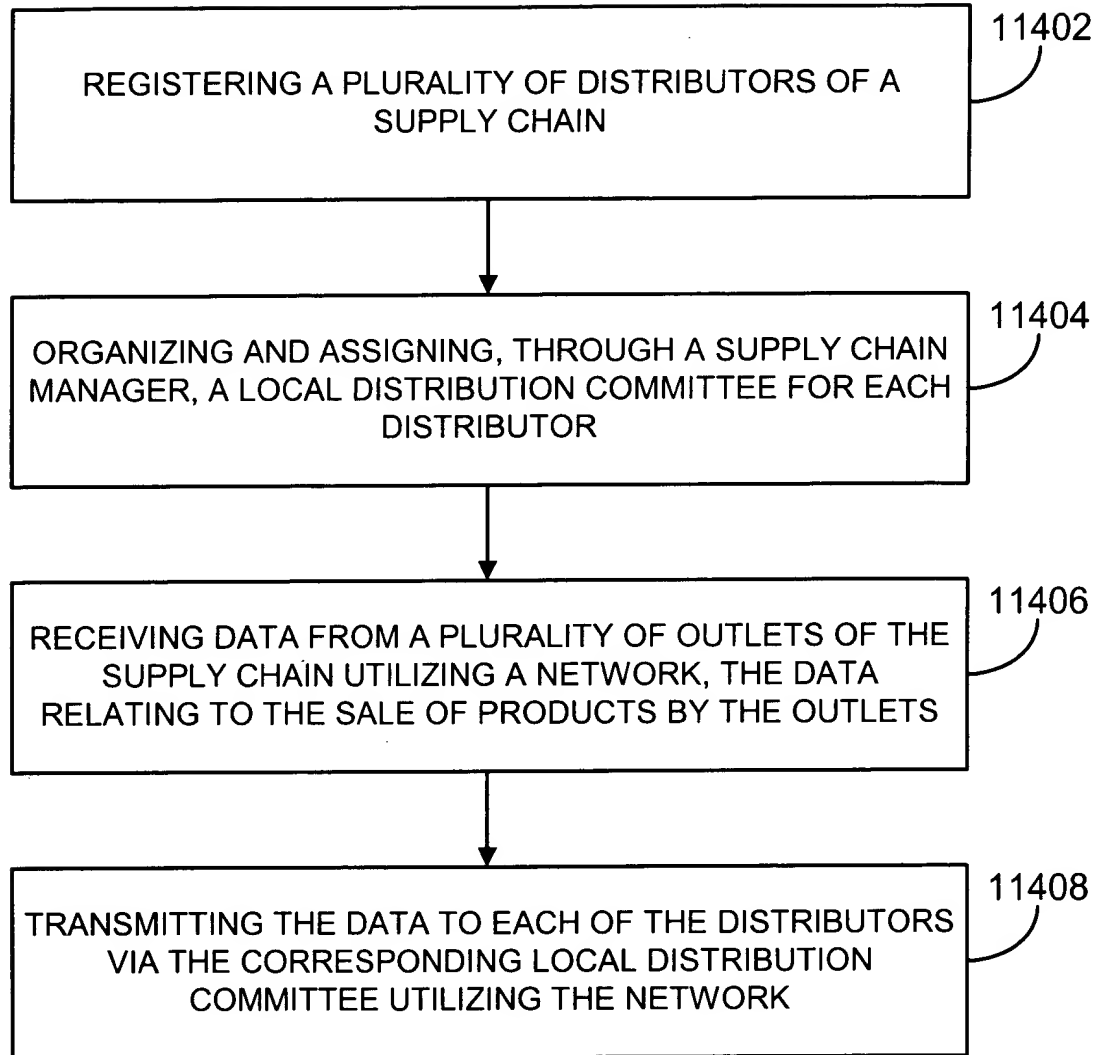 11402
REGISTERING A PLURALITY OF DISTRIBUTORS OF A
SUPPLY CHAIN
11404
ORGANIZING AND ASSIGNING, THROUGH A SUPPLY CHAIN
MANAGER, A LOCAL DISTRIBUTION COMMITTEE FOR EACH
DISTRIBUTOR
11406
RECEIVING DATA FROM A PLURALITY OF OUTLETS OF THE
SUPPLY CHAIN UTILIZING A NETWORK, THE DATA
RELATING TO THE SALE OF PRODUCTS BY THE OUTLETS
11408
TRANSMITTING THE DATA TO EACH OF THE DISTRIBUTORS
VIA THE CORRESPONDING LOCAL DISTRIBUTION
COMMITTEE UTILIZING THE NETWORK